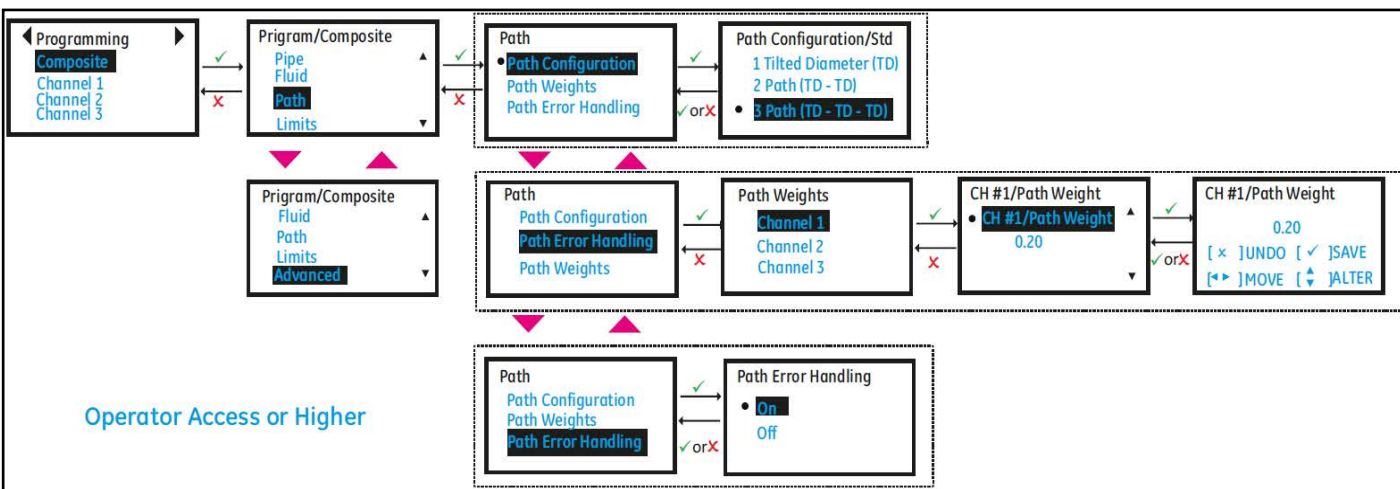 Programming
Composite
Channel 1
Channel 2
Channel 3
✓
✗
Prigram/Composite
Pipe
Fluid
Path
Limits
✓
✗
Path
Path Configuration
Path Weights
Path Error Handling
✓
✓or✗
Path Configuration/Std
1 Tilted Diameter (TD)
2 Path (TD - TD)
3 Path (TD - TD - TD)
Prigram/Composite
Fluid
Path
Limits
Advanced
Path
Path Configuration
Path Error Handling
Path Weights
✓
✗
Path Weights
Channel 1
Channel 2
Channel 3
✓
✗
CH #1/Path Weight
CH #1/Path Weight
0.20
✓
✓or✗
CH #1/Path Weight
0.20
[ × ]UNDO [ ✓ ]SAVE
[◄ ►]MOVE [▲▼]ALTER
Path
Path Configuration
Path Weights
Path Error Handling
✓
✓or✗
Path Error Handling
On
Off
Operator Access or Higher